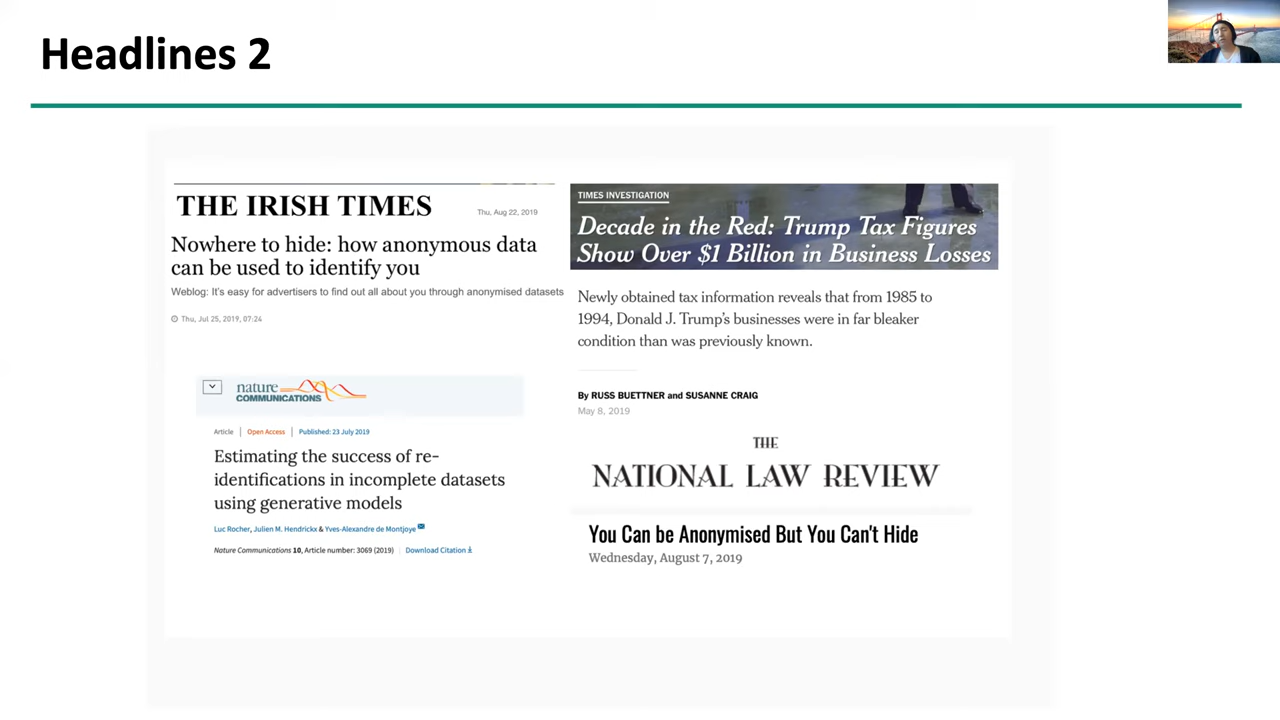 Headlines 2
THE IRISH TIMES
Thu, Aug 22, 2019
Nowhere to hide: how anonymous data
can be used to identify you
Weblog: It's easy for advertisers to find out all about you through anonymised datasets
Thu, Jul 25, 2019, 07:24
TIMES INVESTIGATION
Decade in the Red: Trump Tax Figures
Show Over $1 Billion in Business Losses
Newly obtained tax information reveals that from 1985 to
1994, Donald J. Trump's businesses were in far bleaker
condition than was previously known.
By RUSS BUETTNER and SUSANNE CRAIG
May 8, 2019
nature
COMMUNICATIONS
Article | Open Access | Published: 23 July 2019
Estimating the success of re-
identifications in incomplete datasets
using generative models
Luc Rocher, Julien M. Hendrickx & Yves-Alexandre de Montjoye
Nature Communications 10, Article number: 3069 (2019) | Download Citation
THE
NATIONAL LAW REVIEW
You Can be Anonymised But You Can't Hide
Wednesday, August 7, 2019